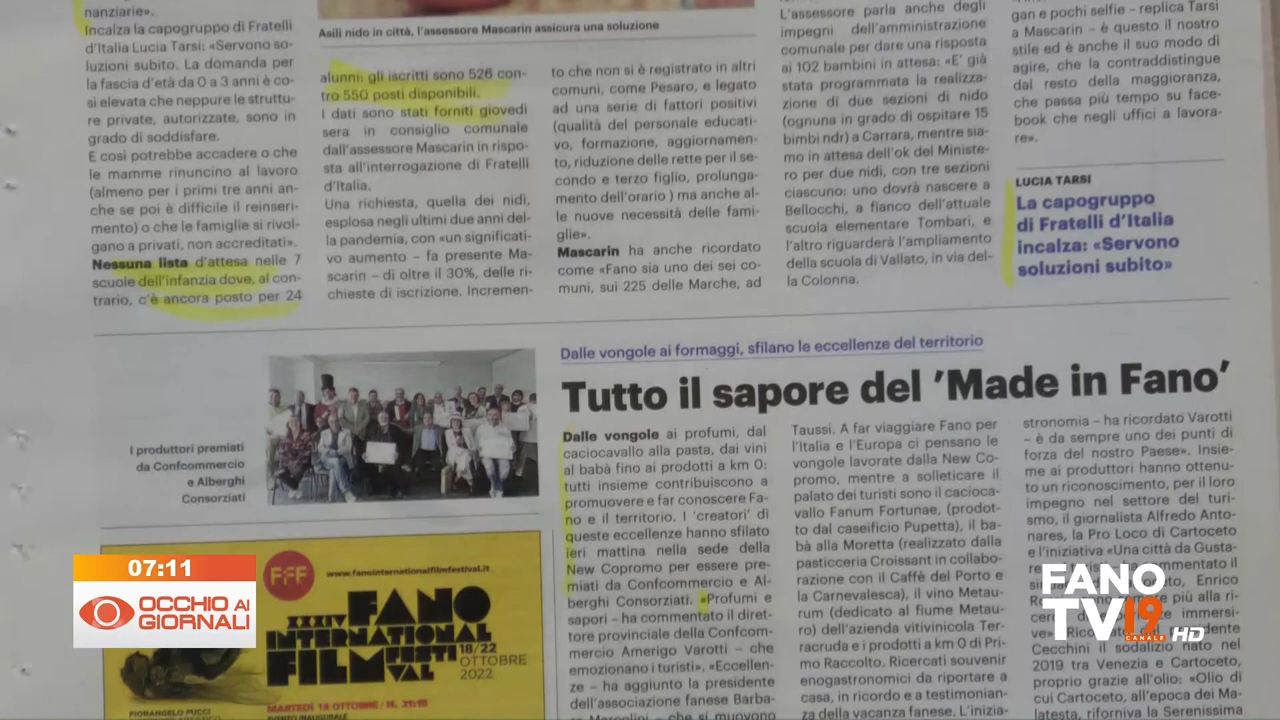 nanziarie».
Incalza la capogruppo di Fratelli
d'Italia Lucia Tarsi: «Servono so-
luzioni subito. La domanda per
la fascia d'età da 0 a 3 anni è co-
sì elevata che neppure le struttu-
re private, autorizzate, sono in
grado di soddisfare.
E così potrebbe accadere o che
le mamme rinuncino al lavoro
(almeno per i primi tre anni an-
che se poi è difficile il reinseri-
mento) o che le famiglie si rivol-
gano a privati, non accreditati».
Nessuna lista d'attesa nelle 7
scuole dell'infanzia dove, al con-
trario, c'è ancora posto per 24
Asili nido in città, l'assessore Mascarin assicura una soluzione
alunni: gli iscritti sono 526 con-
tro 550 posti disponibili.
I dati sono stati forniti giovedì
sera in consiglio comunale
dall'assessore Mascarin in rispo-
sta all'interrogazione di Fratelli
d'Italia.
Una richiesta, quella dei nidi,
esplosa negli ultimi due anni del-
la pandemia, con «un significati-
vo aumento – fa presente Ma-
scarin – di oltre il 30%, delle ri-
chieste di iscrizione. Incremen-
to che non si è registrato in altri
comuni, come Pesaro, e legato
ad una serie di fattori positivi
(qualità del personale educati-
vo, formazione, aggiornamen-
to, riduzione delle rette per il se-
condo e terzo figlio, prolunga-
mento dell'orario ) ma anche al-
le nuove necessità delle fami-
glie».
Mascarin ha anche ricordato
come «Fano sia uno dei sei co-
muni, sui 225 delle Marche, ad
L'assessore parla anche degli
impegni dell'amministrazione
comunale per dare una risposta
ai 102 bambini in attesa: «E' già
stata programmata la realizza-
zione di due sezioni di nido
(ognuna in grado di ospitare 15
bimbi ndr) a Carrara, mentre sia-
mo in attesa dell'ok del Ministe-
ro per due nidi, con tre sezioni
ciascuno: uno dovrà nascere a
Bellocchi, a fianco dell'attuale
scuola elementare Tombari, e
l'altro riguarderà l'ampliamento
della scuola di Vallato, in via del-
la Colonna.
gan e pochi selfie – replica Tarsi
a Mascarin – è questo il nostro
stile ed è anche il suo modo di
agire, che la contraddistingue
dal resto della maggioranza,
che passa più tempo su face-
book che negli uffici a lavora-
re».
LUCIA TARSI
La capogruppo
di Fratelli d'Italia
incalza: «Servono
soluzioni subito»
I produttori premiati
da Confcommercio
e Alberghi
Consorziati
Dalle vongole ai formaggi, sfilano le eccellenze del territorio
Tutto il sapore del 'Made in Fano'
Dalle vongole ai profumi, dal
caciocavallo alla pasta, dai vini
al babà fino ai prodotti a km 0:
tutti insieme contribuiscono a
promuovere e far conoscere Fa-
no e il territorio. I 'creatori' di
queste eccellenze hanno sfilato
ieri mattina nella sede della
New Copromo per essere pre-
miati da Confcommercio e Al-
berghi Consorziati. «Profumi e
sapori – ha commentato il diret-
tore provinciale della Confcom-
mercio Amerigo Varotti – che
emozionano i turisti». «Eccellen-
ze – ha aggiunto la presidente
dell'associazione fanese Barba-
ra Marcolini – che si muovono
Taussi. A far viaggiare Fano per
l'Italia e l'Europa ci pensano le
vongole lavorate dalla New Co-
promo, mentre a solleticare il
palato dei turisti sono il cacioca-
vallo Fanum Fortunae, (prodot-
to dal caseificio Pupetta), il ba-
bà alla Moretta (realizzato dalla
pasticceria Croissant in collabo-
razione con il Caffè del Porto e
la Carnevalesca), il vino Metau-
rum (dedicato al fiume Metau-
ro) dell'azienda vitivinicola Ter-
racruda e i prodotti a km 0 di Pri-
mo Raccolto. Ricercati souvenir
enogastronomici da riportare a
casa, in ricordo e a testimonian-
za della vacanza fanese. L'inizia-
stronomia – ha ricordato Varotti
– è da sempre uno dei punti di
forza del nostro Paese». Insie-
me ai produttori hanno ottenu-
to un riconoscimento, per il loro
impegno nel settore del turi-
smo, il giornalista Alfredo Anto-
nares, la Pro Loco di Cartoceto
e l'iniziativa «Una città da Gusta-
mmentato il
Enrico
più alla ri-
immersi-
ve»
Cecchini il sodalizio nato nel
2019 tra Venezia e Cartoceto,
proprio grazie all'olio: «Olio di
cui Cartoceto, all'epoca dei Ma-
latesta, riforniva la Serenissima
FFF
www.fanointernationalfilmfestival.it
XXXIV FANO
INTERNATIONAL
FILM FESTIVAL
18/22
OTTOBRE
2022
FIORANGELO PUCCI
MARTEDÌ 18 OTTOBRE / H. 21:15
07:11
OCCHIO AI
GIORNALI
FANO
TV 19
CANALE HD